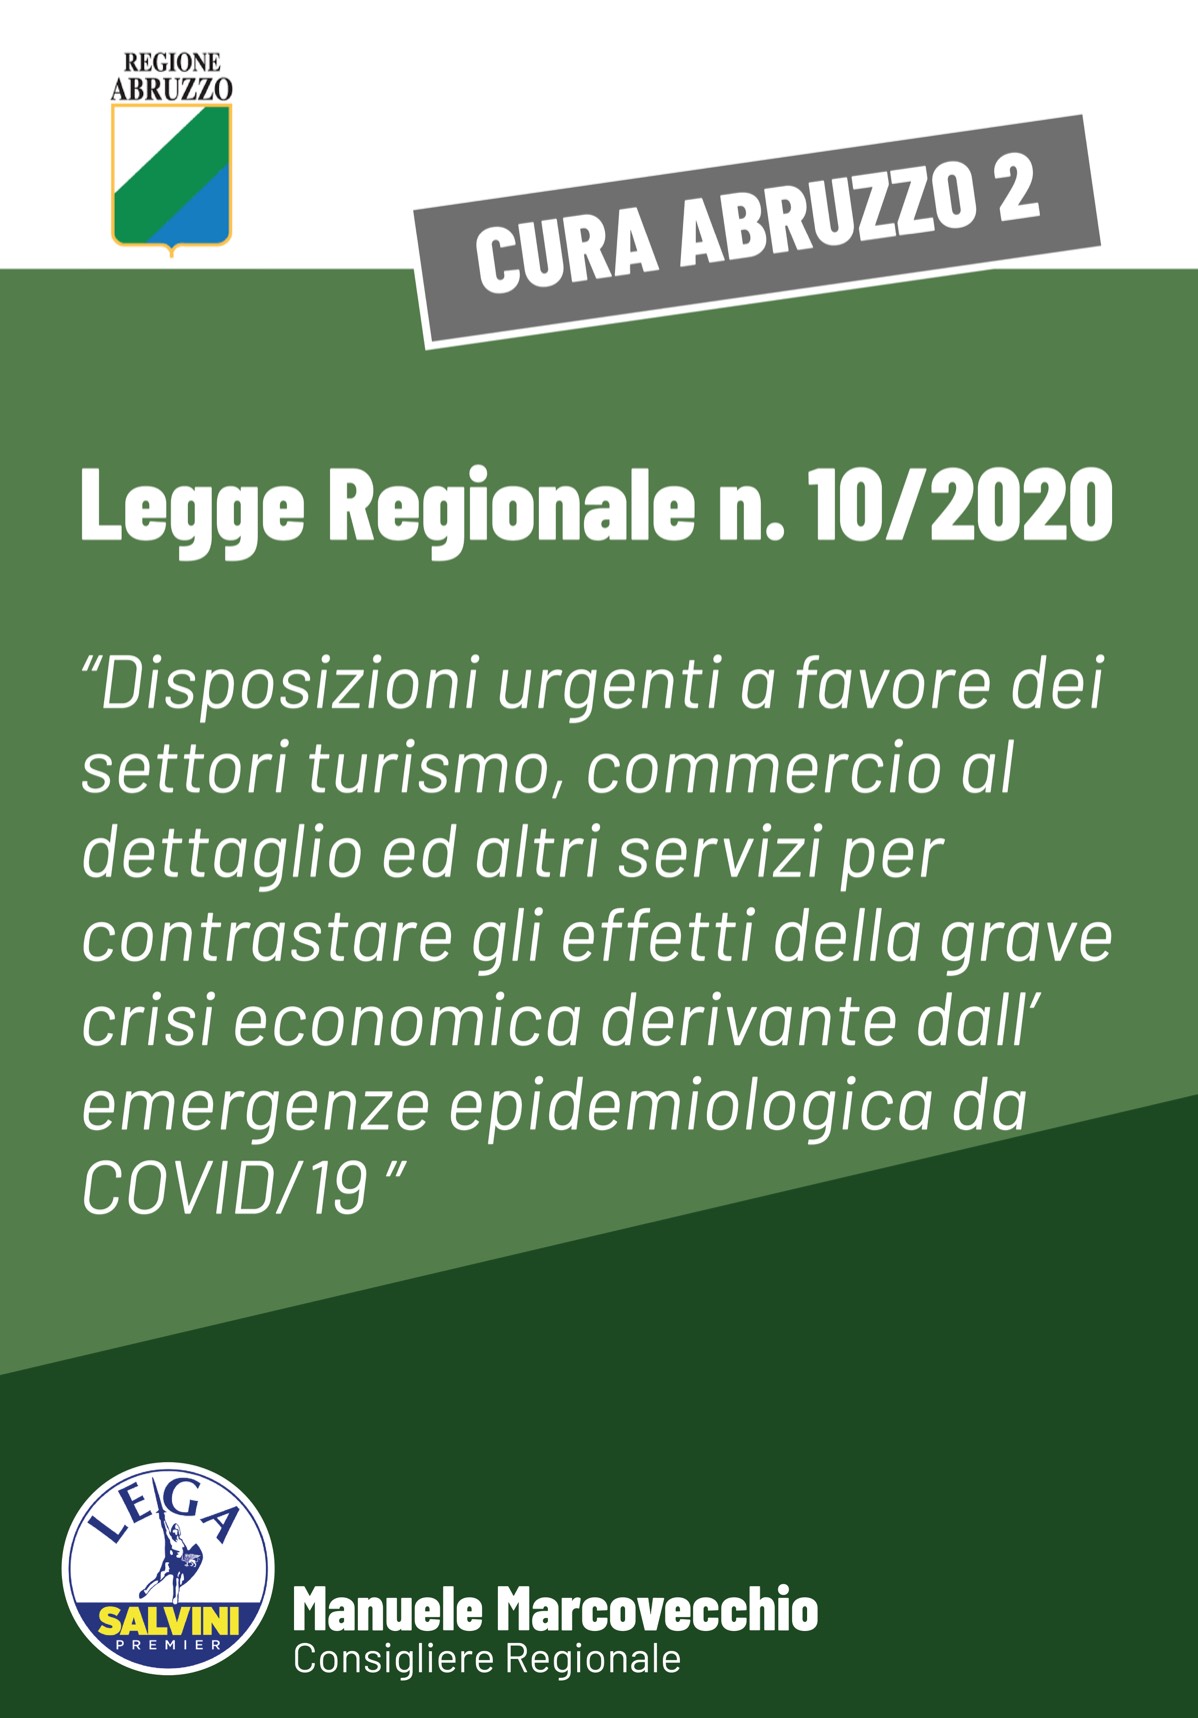 REGIONE
ABRUZZO
CURA ABRUZZO 2
Legge Regionale n. 10/2020
“Disposizioni urgenti a favore dei
settori turismo, commercio al
dettaglio ed altri servizi per
contrastare gli effetti della grave
crisi economica derivante dall’
emergenze epidemiologica da
COVID/19 ”
LEGA
SALVINI
PREMIER
Manuele Marcovecchio
Consigliere Regionale